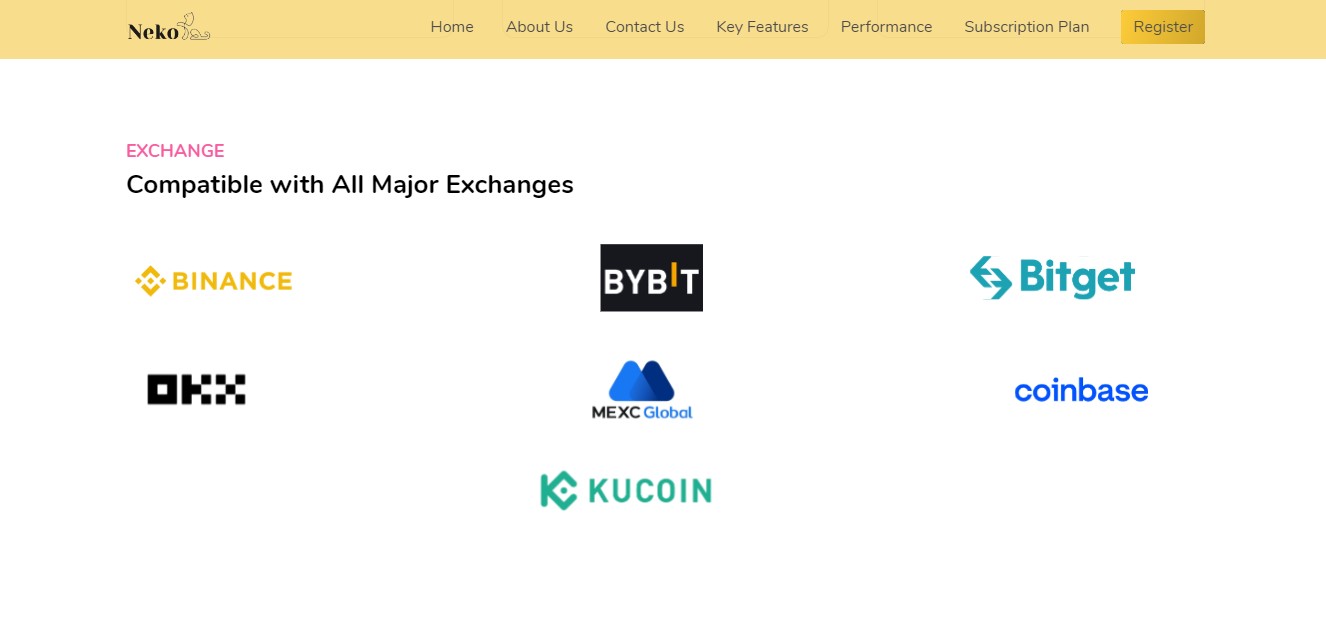 Neko
Home About Us Contact Us Key Features Performance Subscription Plan Register
EXCHANGE
Compatible with All Major Exchanges
BINANCE
BYBIT
Bitget
OKX
MEXC Global
coinbase
KUCOIN